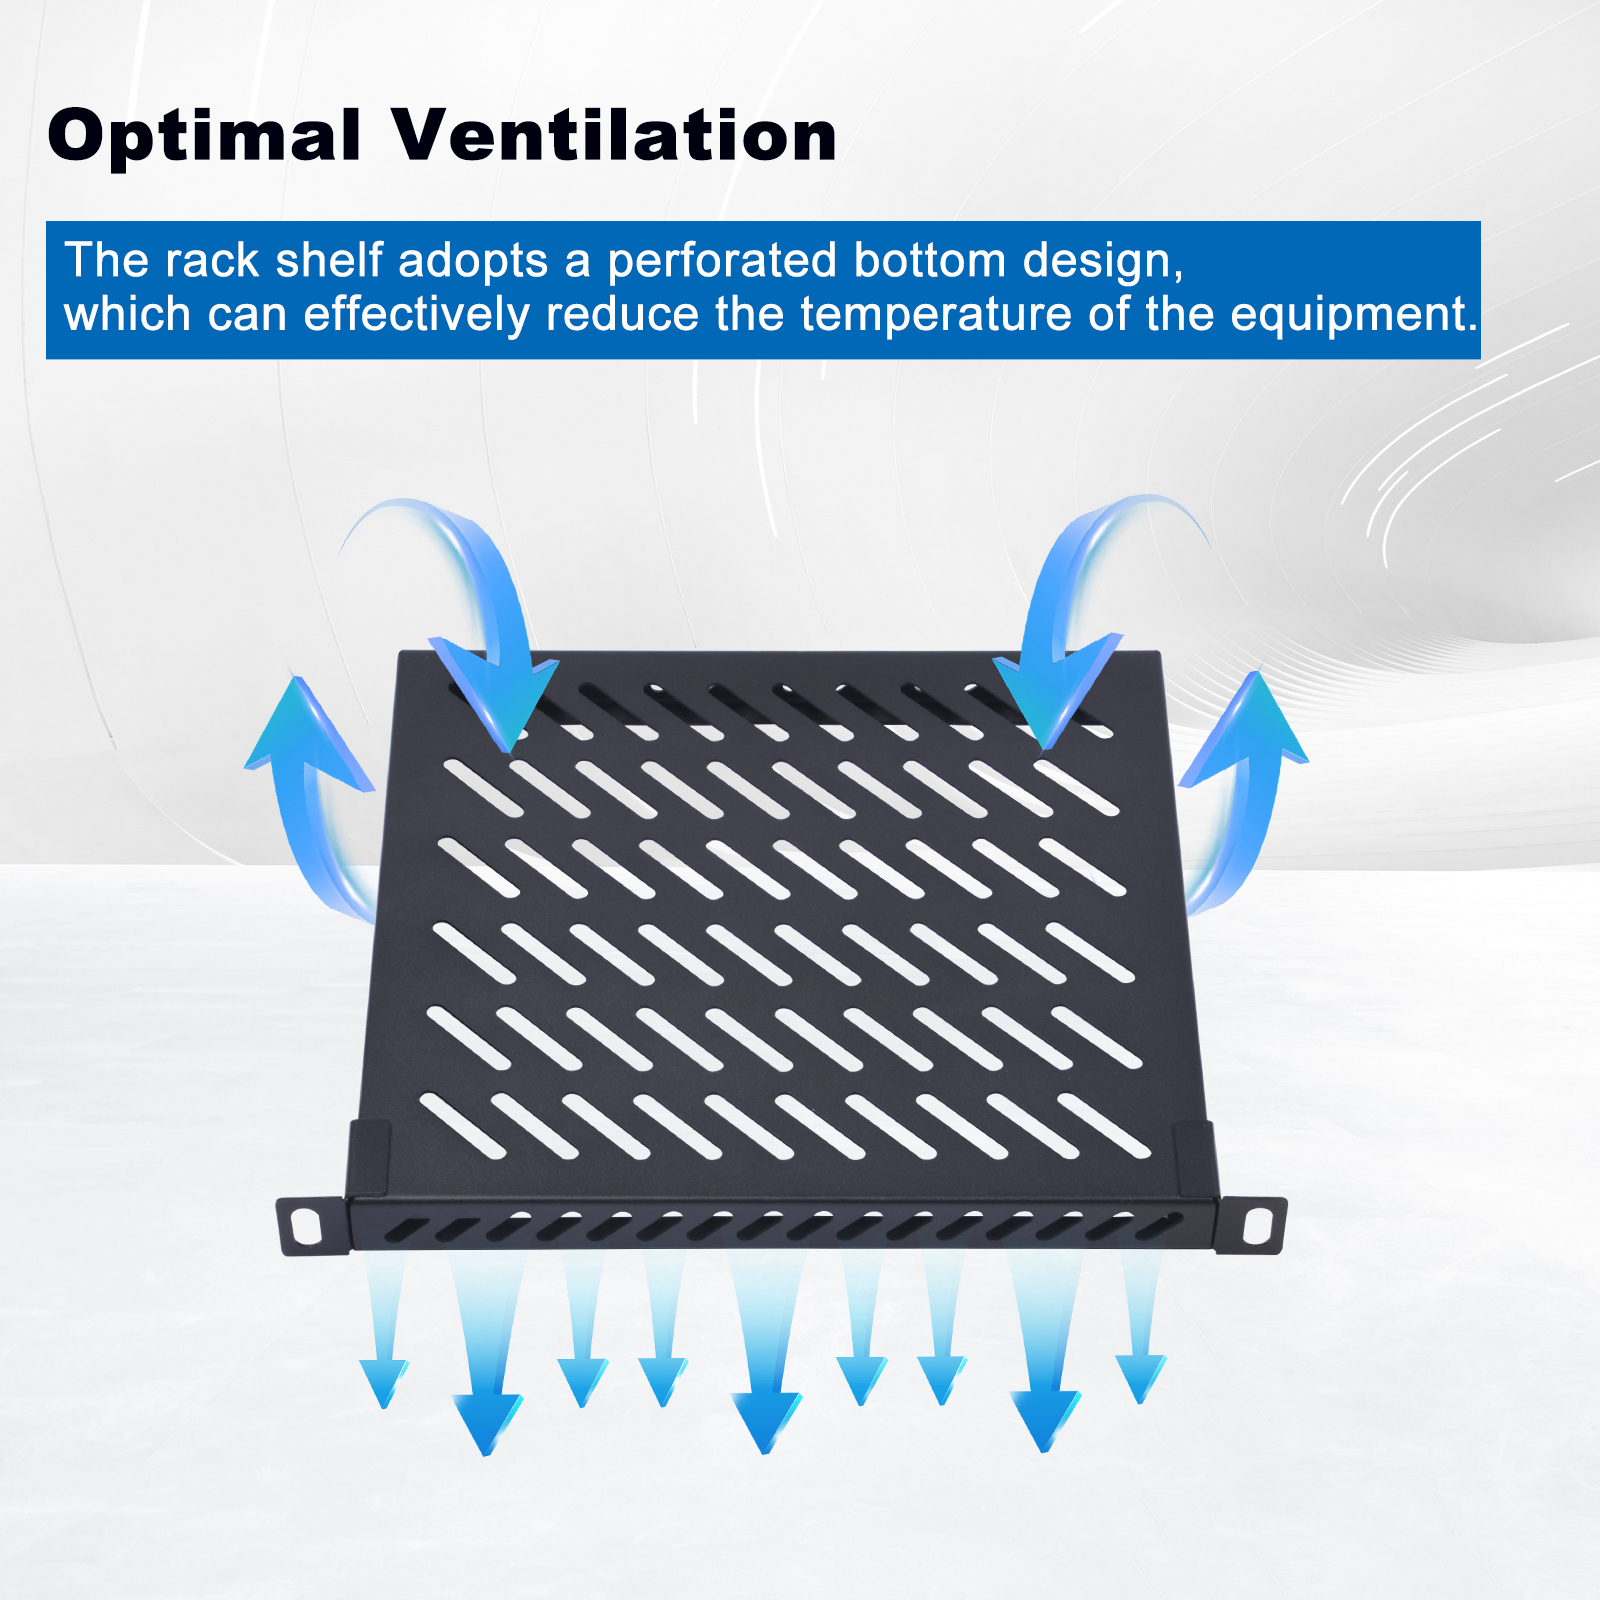 Optimal Ventilation
The rack shelf adopts a perforated bottom design,
which can effectively reduce the temperature of the equipment.